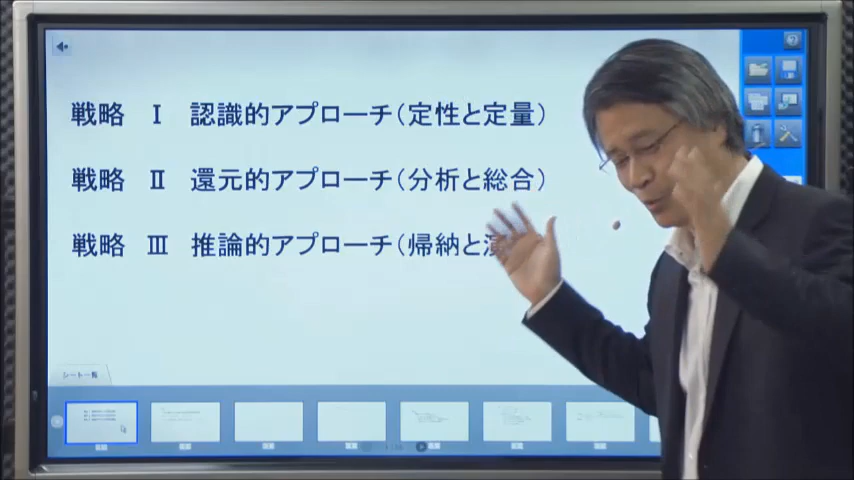 戦略 Ⅰ 認識的アプローチ(定性と定量)
戦略 Ⅱ 還元的アプローチ(分析と総合)
戦略 Ⅲ 推論的アプローチ(帰納と
シート一覧